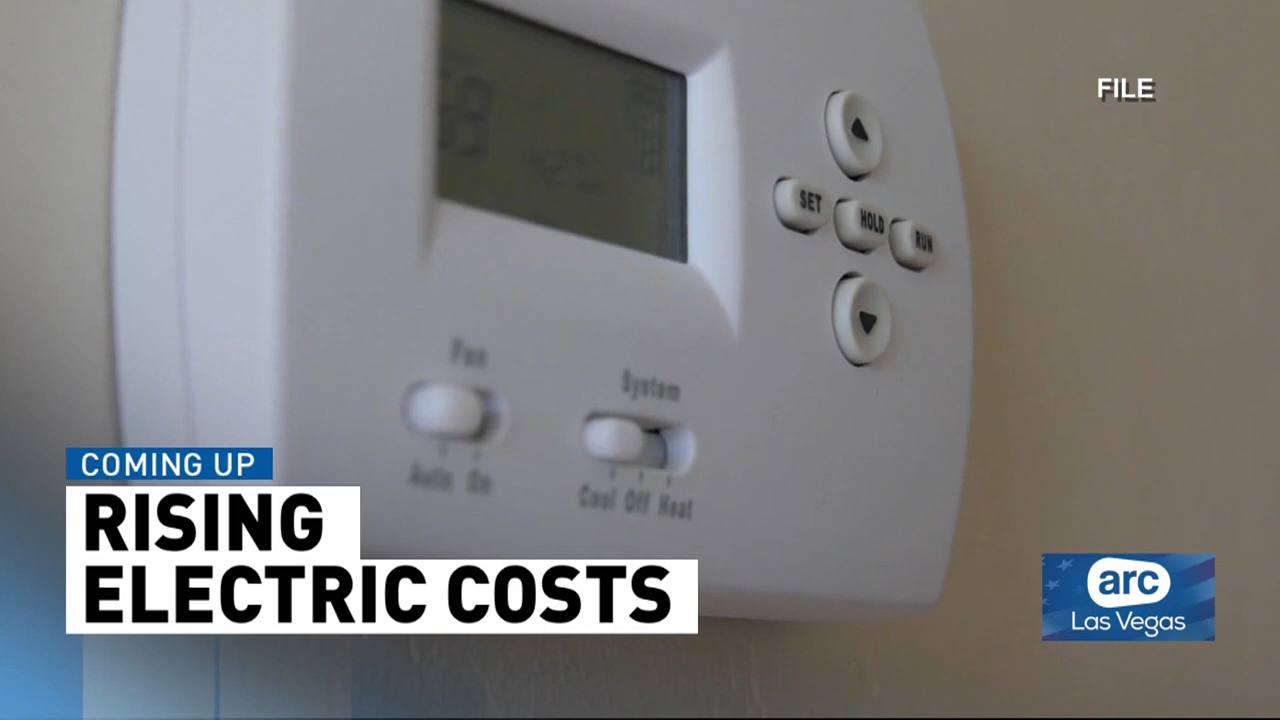 FILE
SET
HOLD
RUN
Fan
System
Auto On
Cool Off Heat
COMING UP
RISING
ELECTRIC COSTS
arc
Las Vegas